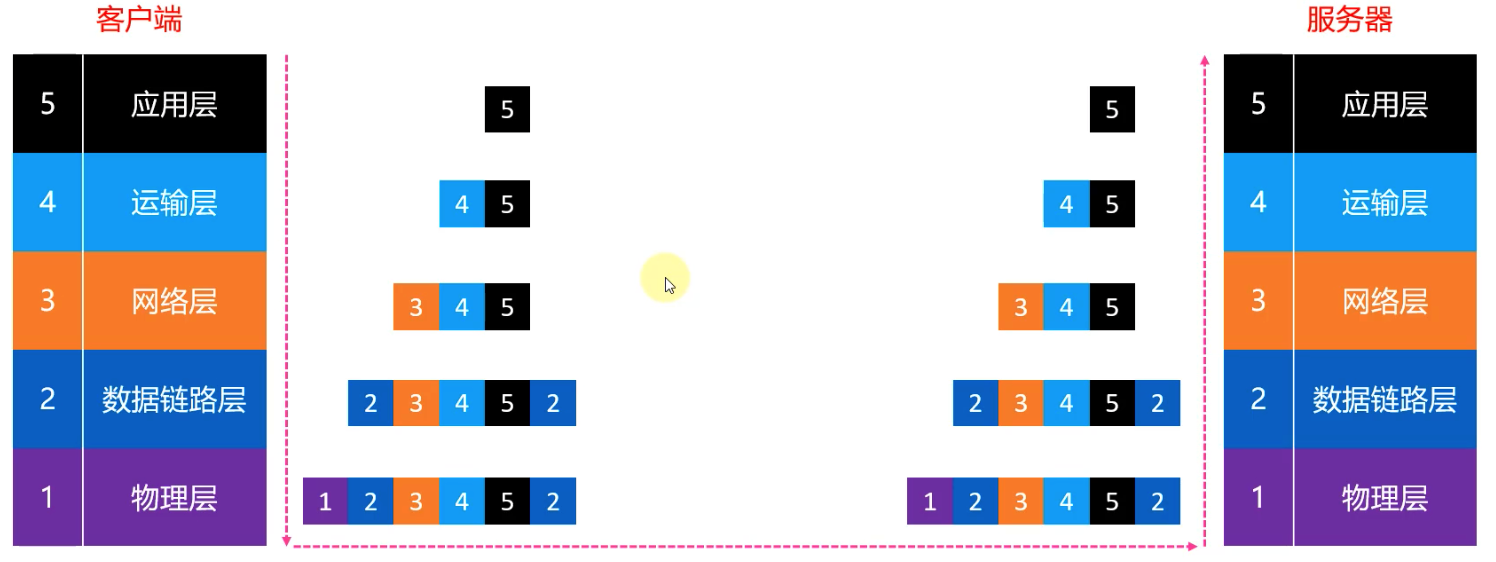 客户端 服务器
5 应用层 5 5 5 应用层
4 运输层 4 5 4 5 4 运输层
3 网络层 3 4 5 3 4 5 3 网络层
2 数据链路层 2 3 4 5 2 2 3 4 5 2 2 数据链路层
1 物理层 1 2 3 4 5 2 1 2 3 4 5 2 1 物理层